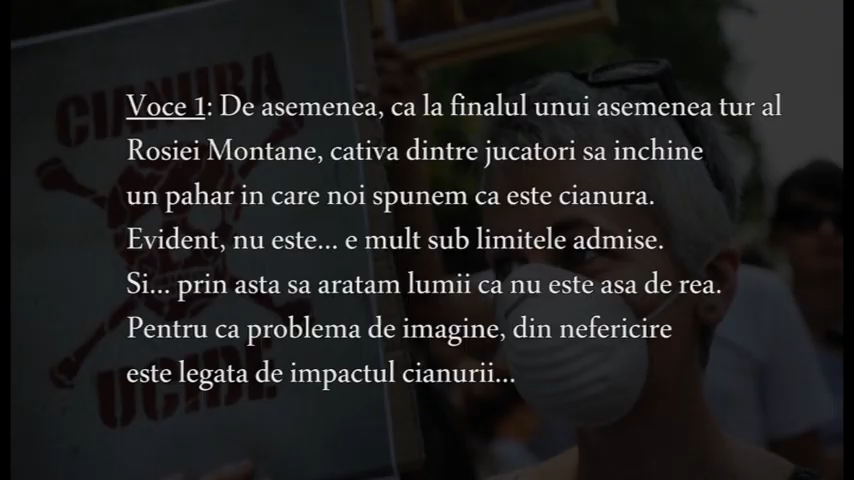 CIANURA
UCIDE
Voce 1: De asemenea, ca la finalul unui asemenea tur al
Rosiei Montane, cativa dintre jucatori sa inchine
un pahar in care noi spunem ca este cianura.
Evident, nu este... e mult sub limitele admise.
Si... prin asta sa aratam lumii ca nu este asa de rea.
Pentru ca problema de imagine, din nefericire
este legata de impactul cianurii...